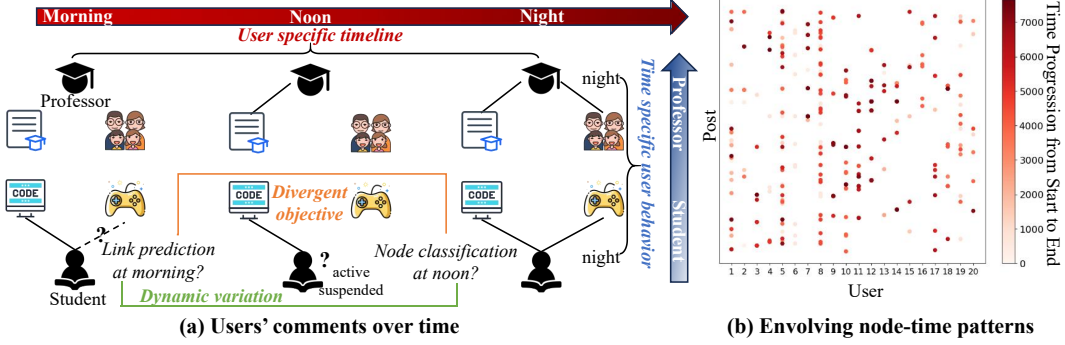 Morning Noon Night
User specific timeline
Professor
night
CODE CODE CODE
Divergent
objective
?
Link prediction
at morning?
?
active
suspended
Node classification
at noon?
night
Student
Dynamic variation
Time specific user behavior
Professor
Student
(a) Users' comments over time
Post
1 2 3 4 5 6 7 8 9 10 11 12 13 14 15 16 17 18 19 20
User
7000
6000
5000
4000
3000
2000
1000
0
Time Progression from Start to End
(b) Envolving node-time patterns